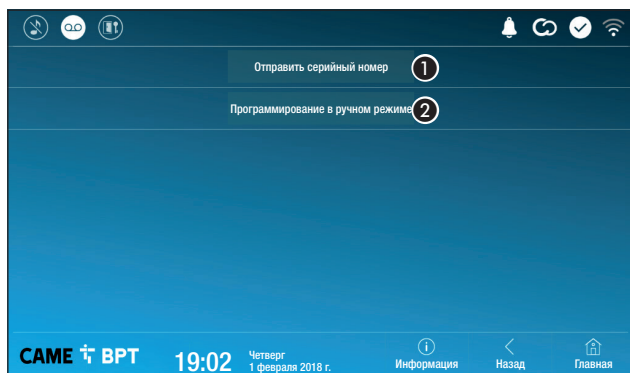 Отправить серийный номер 1
Программирование в ручном режиме 2
CAME BPT 19:02 Четверг
1 февраля 2018 г.
Информация Назад Главная